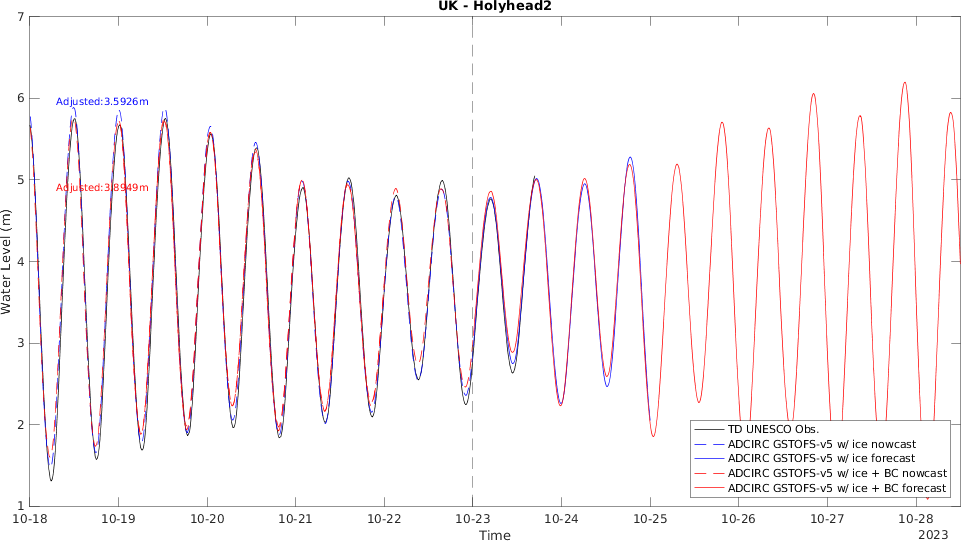 UK - Holyhead2
7
6
5
4
3
2
1
Water Level (m)
Adjusted:3.5926m
Adjusted:3.8949m
TD UNESCO Obs.
ADCIRC GSTOFS-v5 w/ ice nowcast
ADCIRC GSTOFS-v5 w/ ice forecast
ADCIRC GSTOFS-v5 w/ ice + BC nowcast
ADCIRC GSTOFS-v5 w/ ice + BC forecast
10-18 10-19 10-20 10-21 10-22 10-23 10-24 10-25 10-26 10-27 10-28
Time
2023